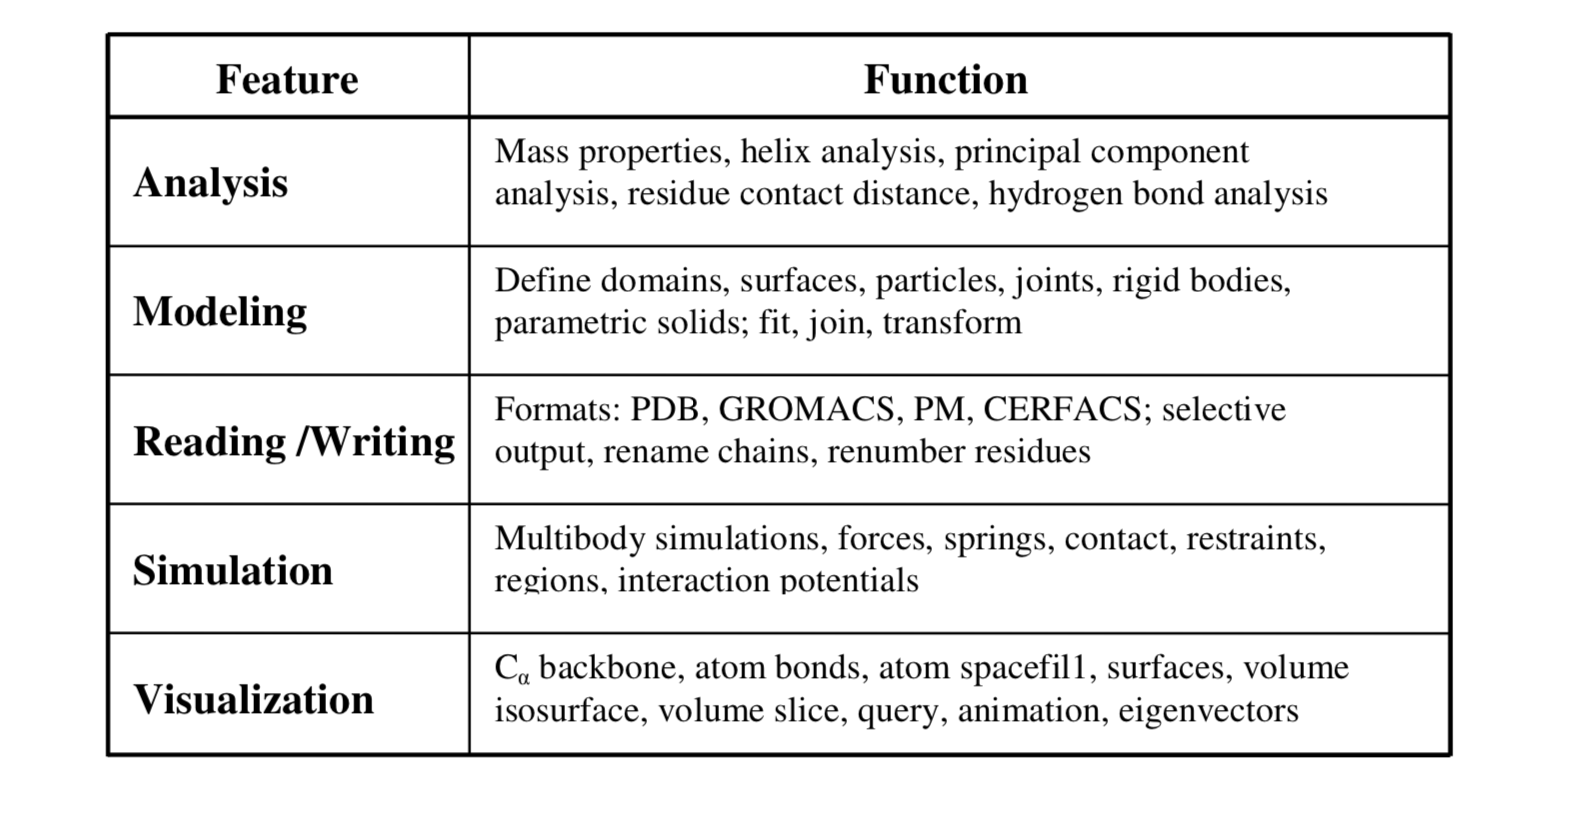 Feature
Function
Analysis
Mass properties, helix analysis, principal component
analysis, residue contact distance, hydrogen bond analysis
Modeling
Define domains, surfaces, particles, joints, rigid bodies,
parametric solids; fit, join, transform
Reading /Writing
Formats: PDB, GROMACS, PM, CERFACS; selective
output, rename chains, renumber residues
Simulation
Multibody simulations, forces, springs, contact, restraints,
regions, interaction potentials
Visualization
Cα backbone, atom bonds, atom spacefil1, surfaces, volume
isosurface, volume slice, query, animation, eigenvectors